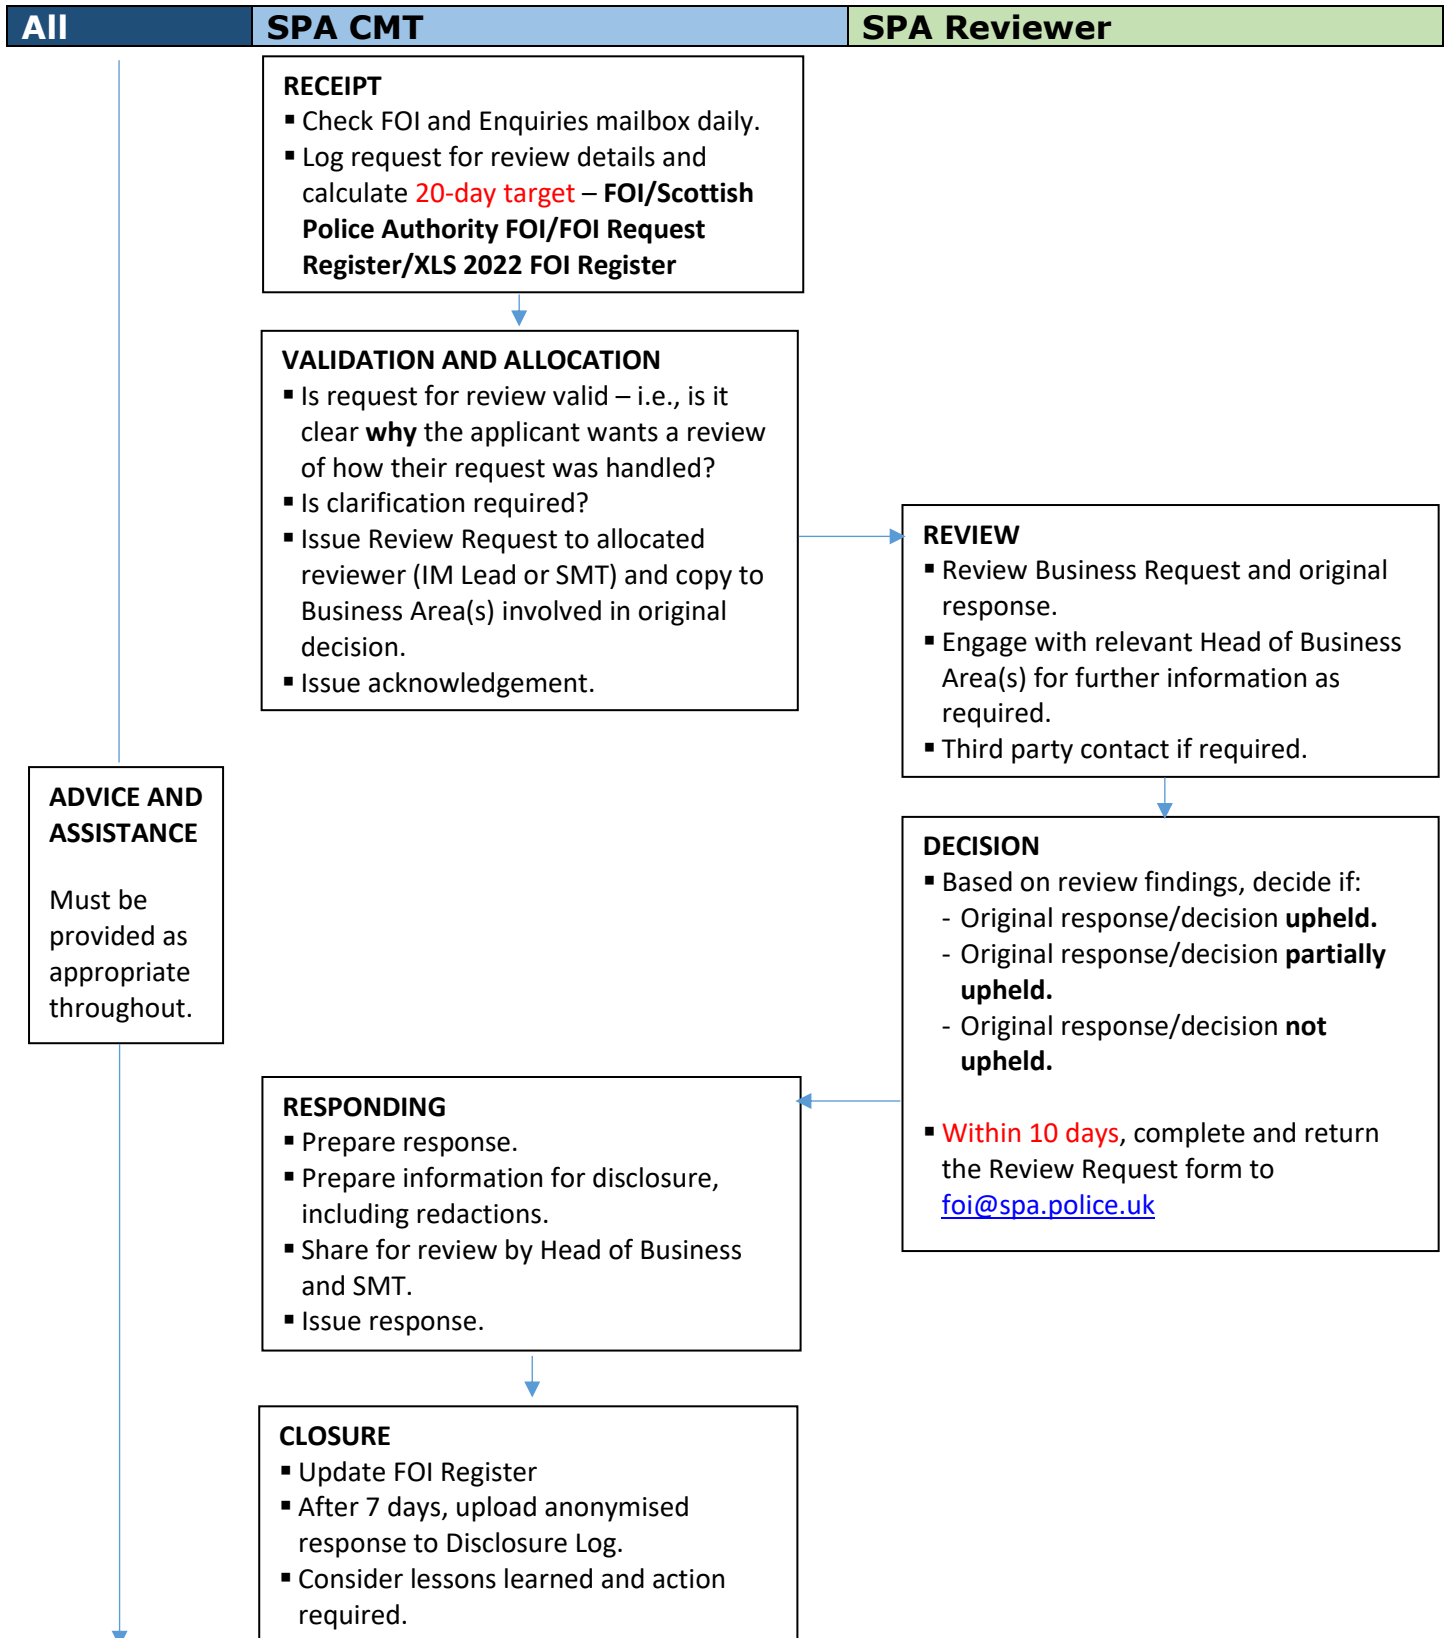 All
SPA CMT
SPA Reviewer
RECEIPT
▪ Check FOI and Enquiries mailbox daily.
▪ Log request for review details and
calculate 20-day target – FOI/Scottish
Police Authority FOI/FOI Request
Register/XLS 2022 FOI Register
VALIDATION AND ALLOCATION
▪ Is request for review valid – i.e., is it
clear why the applicant wants a review
of how their request was handled?
▪ Is clarification required?
▪ Issue Review Request to allocated
reviewer (IM Lead or SMT) and copy to
Business Area(s) involved in original
decision.
▪ Issue acknowledgement.
REVIEW
▪ Review Business Request and original
response.
▪ Engage with relevant Head of Business
Area(s) for further information as
required.
▪ Third party contact if required.
ADVICE AND
ASSISTANCE
Must be
provided as
appropriate
throughout.
DECISION
▪ Based on review findings, decide if:
- Original response/decision upheld.
- Original response/decision partially
upheld.
- Original response/decision not
upheld.
▪ Within 10 days, complete and return
the Review Request form to
foi@spa.police.uk
RESPONDING
▪ Prepare response.
▪ Prepare information for disclosure,
including redactions.
▪ Share for review by Head of Business
and SMT.
▪ Issue response.
CLOSURE
▪ Update FOI Register
▪ After 7 days, upload anonymised
response to Disclosure Log.
▪ Consider lessons learned and action
required.